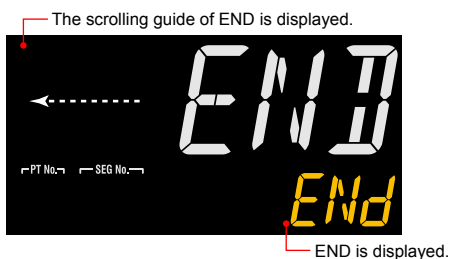 The scrolling guide of END is displayed.
END
PT No. SEG No.
ENd
END is displayed.